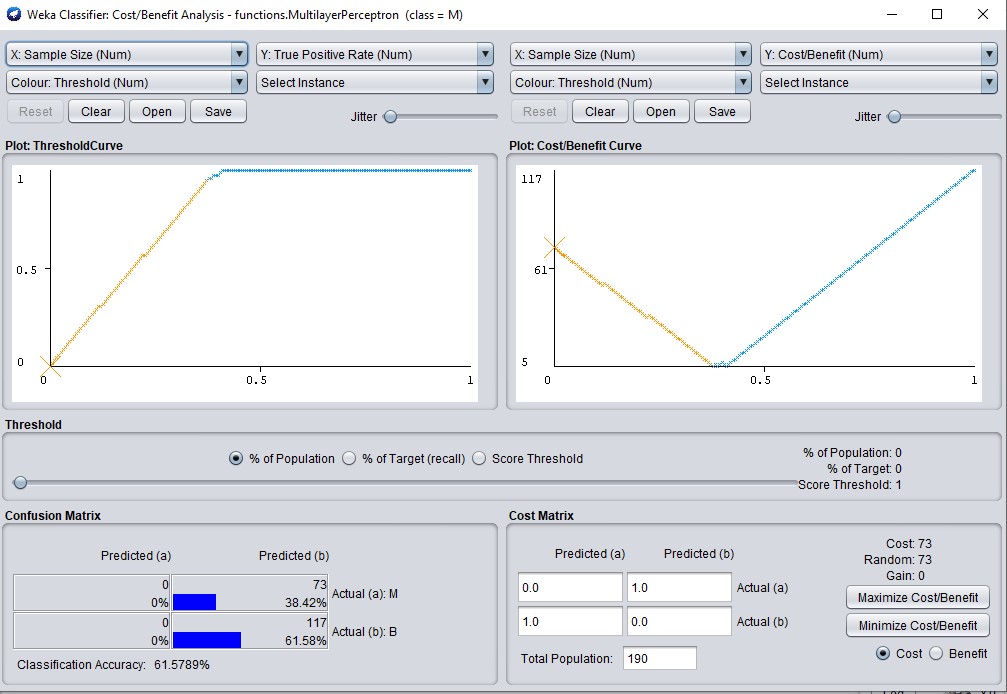 Weka Classifier: Cost/Benefit Analysis - functions.MultilayerPerceptron (class = M)
X: Sample Size (Num) Y: True Positive Rate (Num) X: Sample Size (Num) Y: Cost/Benefit (Num)
Colour: Threshold (Num) Select Instance Colour: Threshold (Num) Select Instance
Reset Clear Open Save Jitter Reset Clear Open Save Jitter
Plot: ThresholdCurve Plot: Cost/Benefit Curve
1 117
0.5 61
0 5
0 0.5 1 0 0.5 1
Threshold
% of Population % of Target (recall) Score Threshold
% of Population: 0
% of Target: 0
Score Threshold: 1
Confusion Matrix
Predicted (a) Predicted (b)
0 73
0% 38.42% Actual (a): M
0 117
0% 61.58% Actual (b): B
Classification Accuracy: 61.5789%
Cost Matrix
Predicted (a) Predicted (b)
0.0 1.0 Actual (a)
1.0 0.0 Actual (b)
Total Population: 190
Cost: 73
Random: 73
Gain: 0
Maximize Cost/Benefit
Minimize Cost/Benefit
Cost Benefit